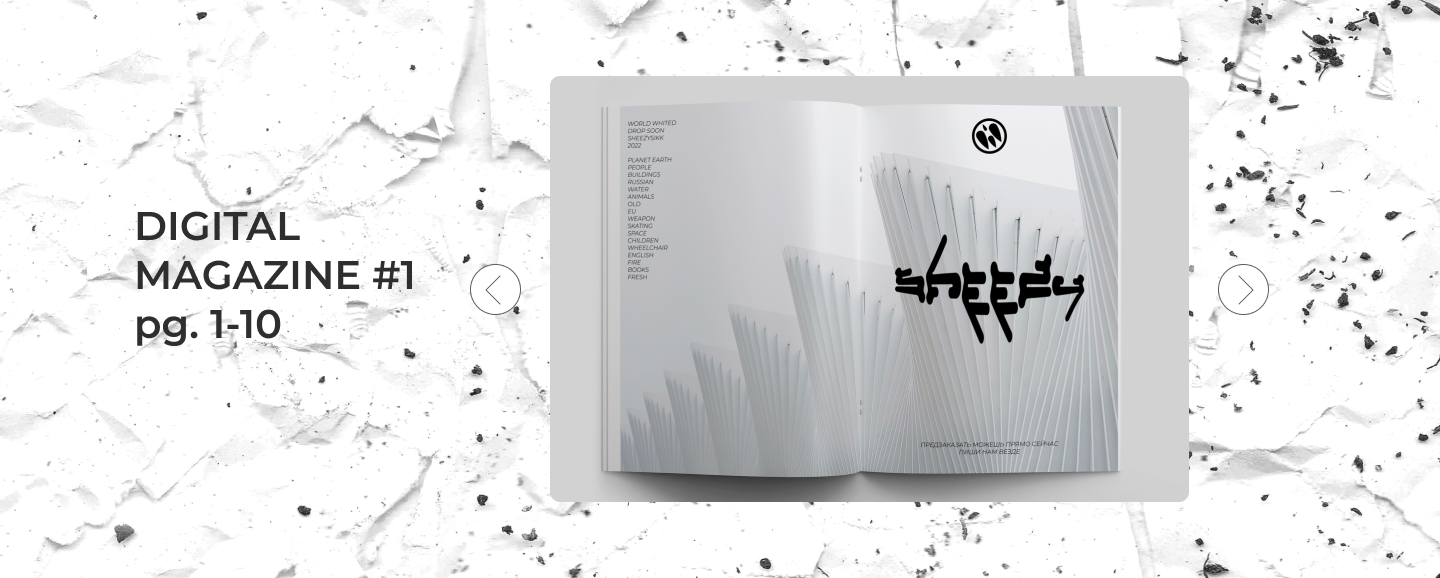 DIGITAL
MAGAZINE #1
pg. 1-10
WORLD WHITED
DROP SOON
SHEEZYSIKK
2022
PLANET EARTH
PEOPLE
BUILDINGS
RUSSIAN
WATER
ANIMALS
OLD
EU
WEAPON
SKATING
SPACE
CHILDREN
WHEELCHAIR
ENGLISH
FIRE
BOOKS
FRESH
ПРЕДЗАКАЗАТЬ МОЖЕШЬ ПРЯМО СЕЙЧАС
ПИШИ НАМ ВЕЗДЕ